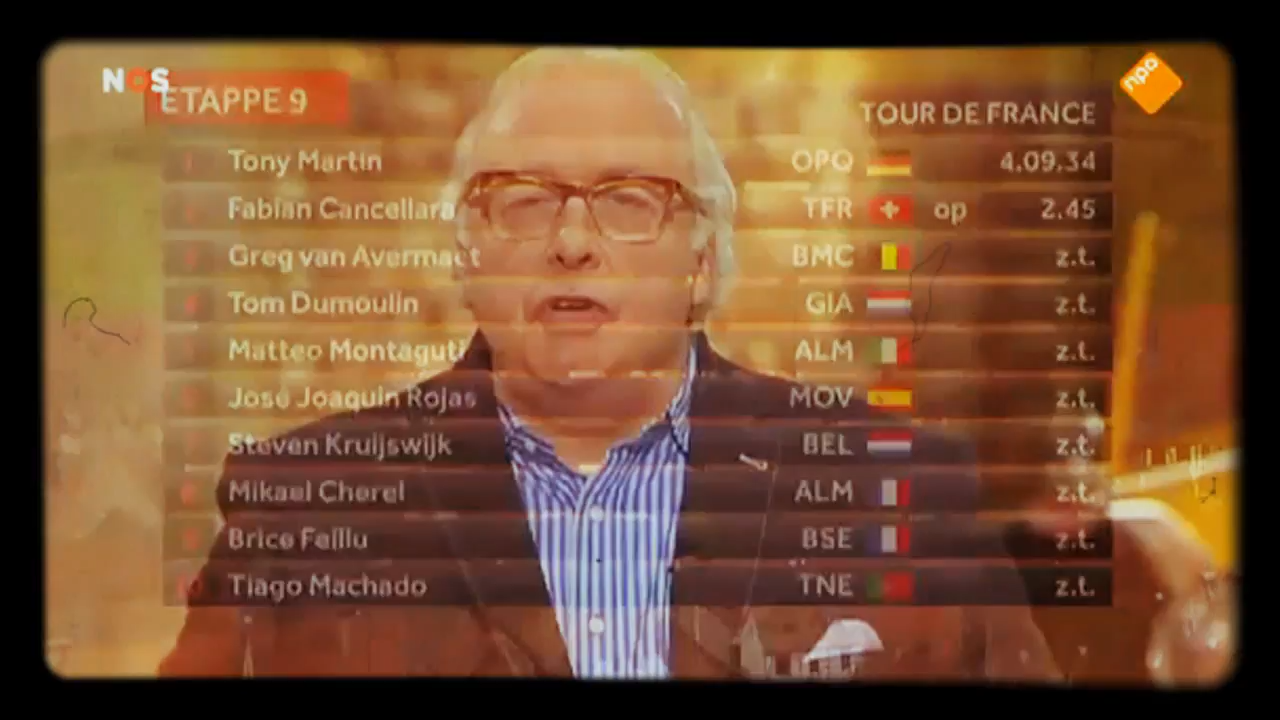 NOS
npo
ETAPPE 9
TOUR DE FRANCE
Tony Martin OPQ 4.09.34
Fabian Cancellara TFR op 2.45
Greg van Avermaet BMC z.t.
Tom Dumoulin GIA z.t.
Matteo Montaguti ALM z.t.
José Joaquin Rojas MOV z.t.
Steven Kruijswijk BEL z.t.
Mikael Cherel ALM z.t.
Brice Feillu BSE z.t.
10 Tiago Machado TNE z.t.